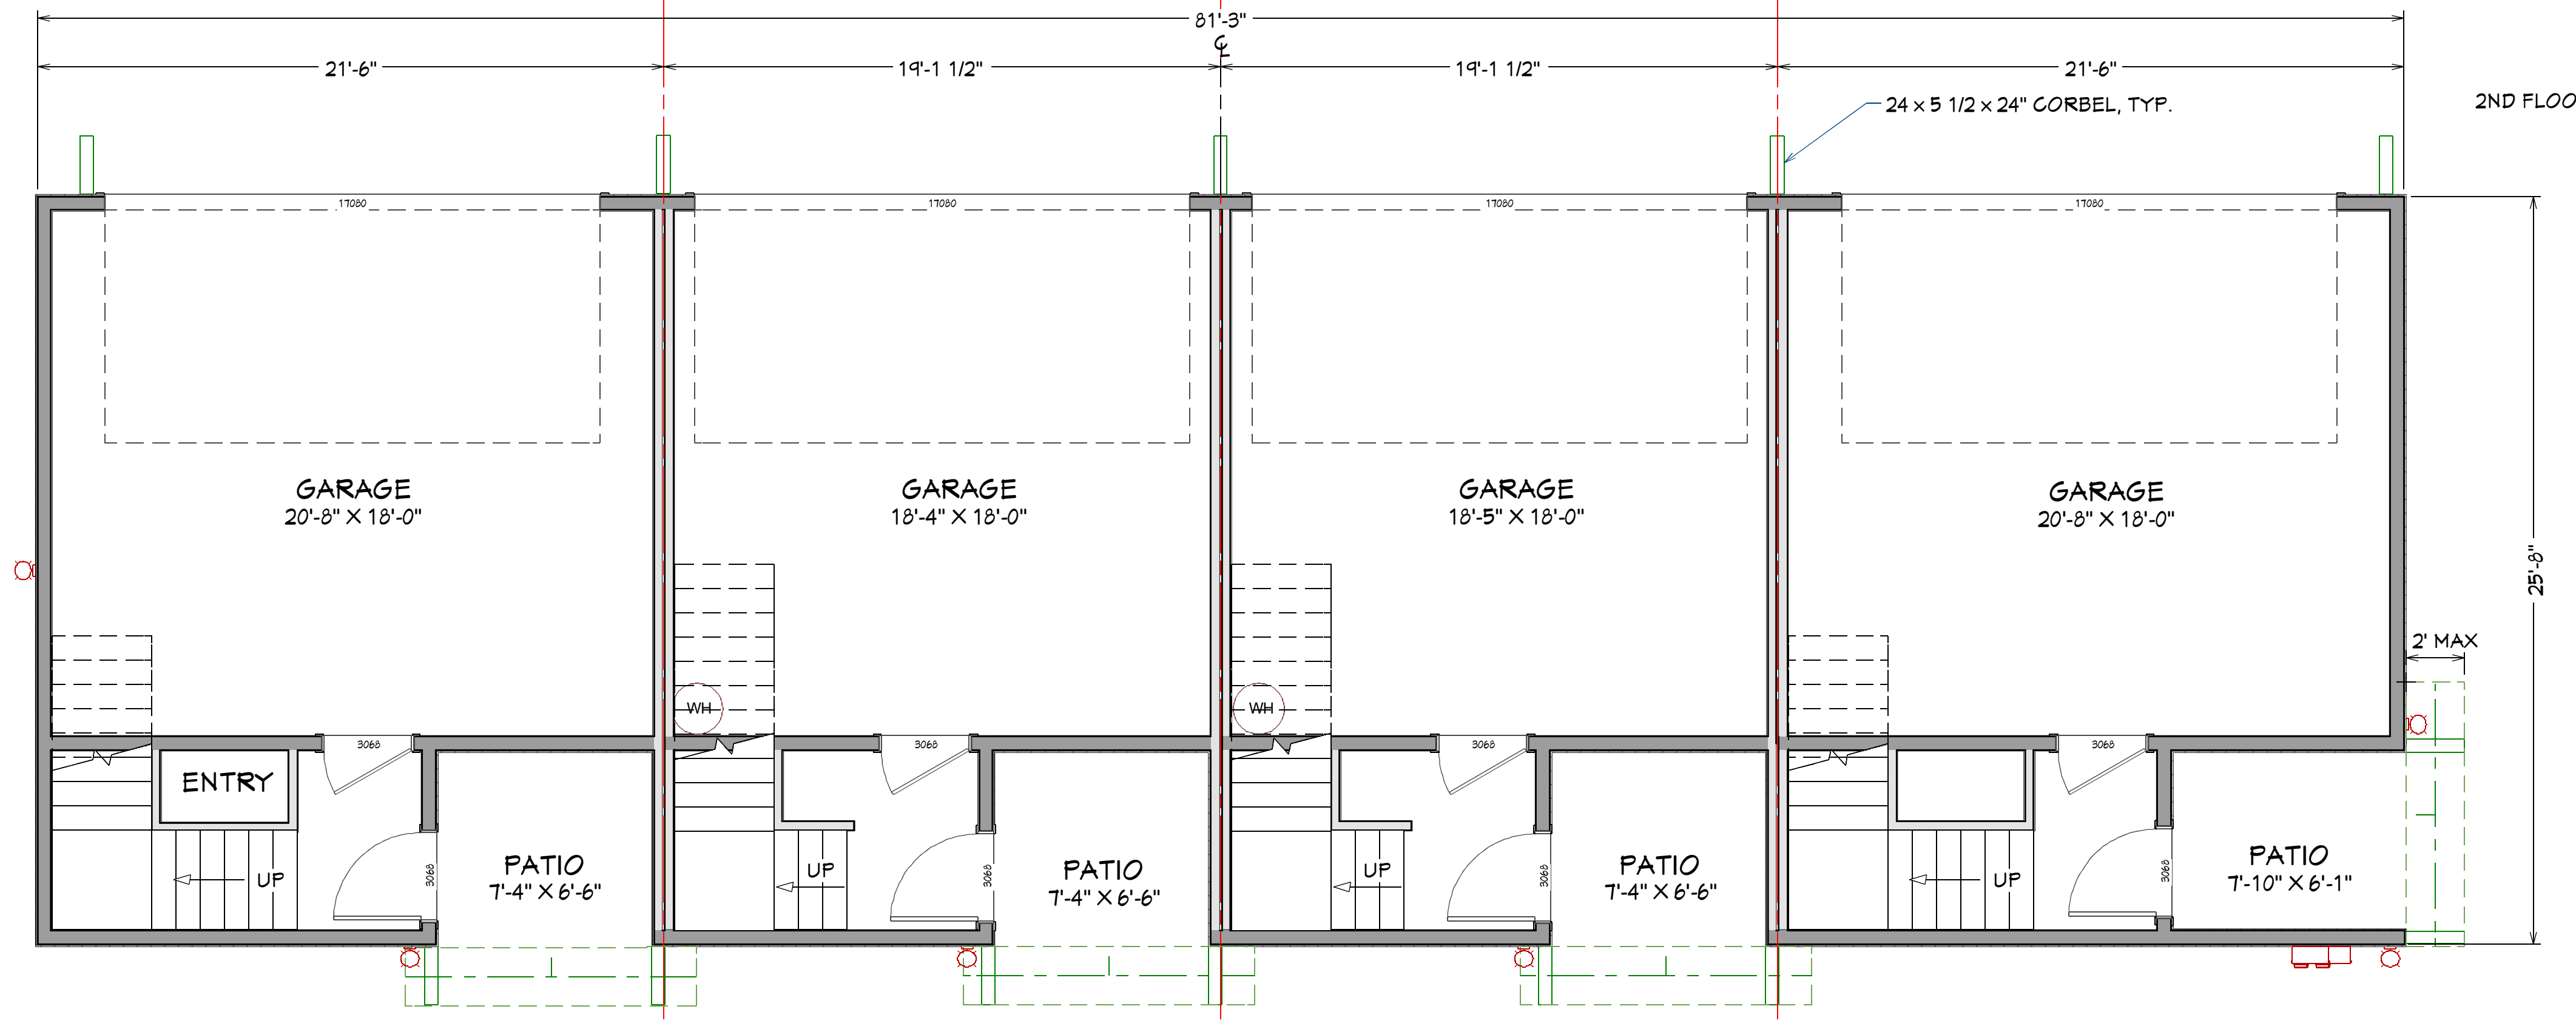 81'-3"
℄
21'-6"
19'-1 1/2"
19'-1 1/2"
21'-6"
24 x 5 1/2 x 24" CORBEL, TYP.
2ND FLOO
17080
17080
17080
17080
GARAGE
20'-8" X 18'-0"
GARAGE
18'-4" X 18'-0"
GARAGE
18'-5" X 18'-0"
GARAGE
20'-8" X 18'-0"
25'-8"
2' MAX
WH
WH
3068
3068
3068
3068
ENTRY
UP
3068
PATIO
7'-4" X 6'-6"
UP
3068
PATIO
7'-4" X 6'-6"
UP
3068
PATIO
7'-4" X 6'-6"
UP
3068
PATIO
7'-10" X 6'-1"